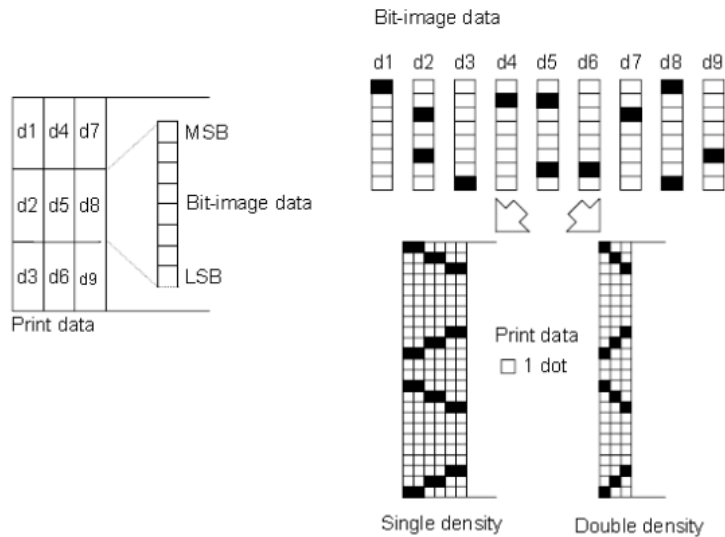 Bit-image data
d1 d2 d3 d4 d5 d6 d7 d8 d9
d1 d4 d7
MSB
d2 d5 d8
Bit-image data
d3 d6 d9
LSB
Print data
Print data
1 dot
Single density
Double density